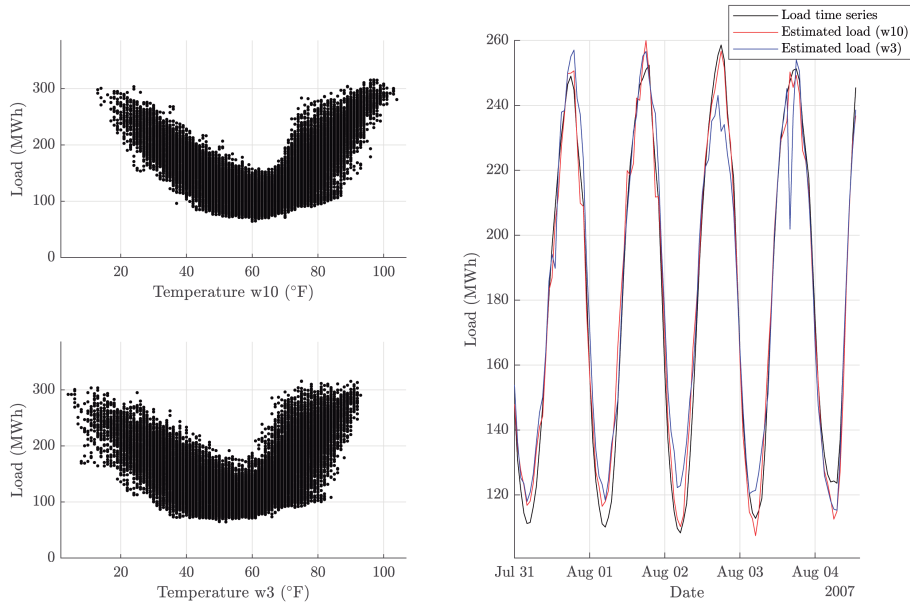 300
200
100
0
Load (MWh)
20
40
60
80
100
Temperature w10 (°F)
300
200
100
0
Load (MWh)
20
40
60
80
100
Temperature w3 (°F)
Load time series
Estimated load (w10)
Estimated load (w3)
260
240
220
200
180
160
140
120
Load (MWh)
Jul 31
Aug 01
Aug 02
Aug 03
Aug 04
Date
2007